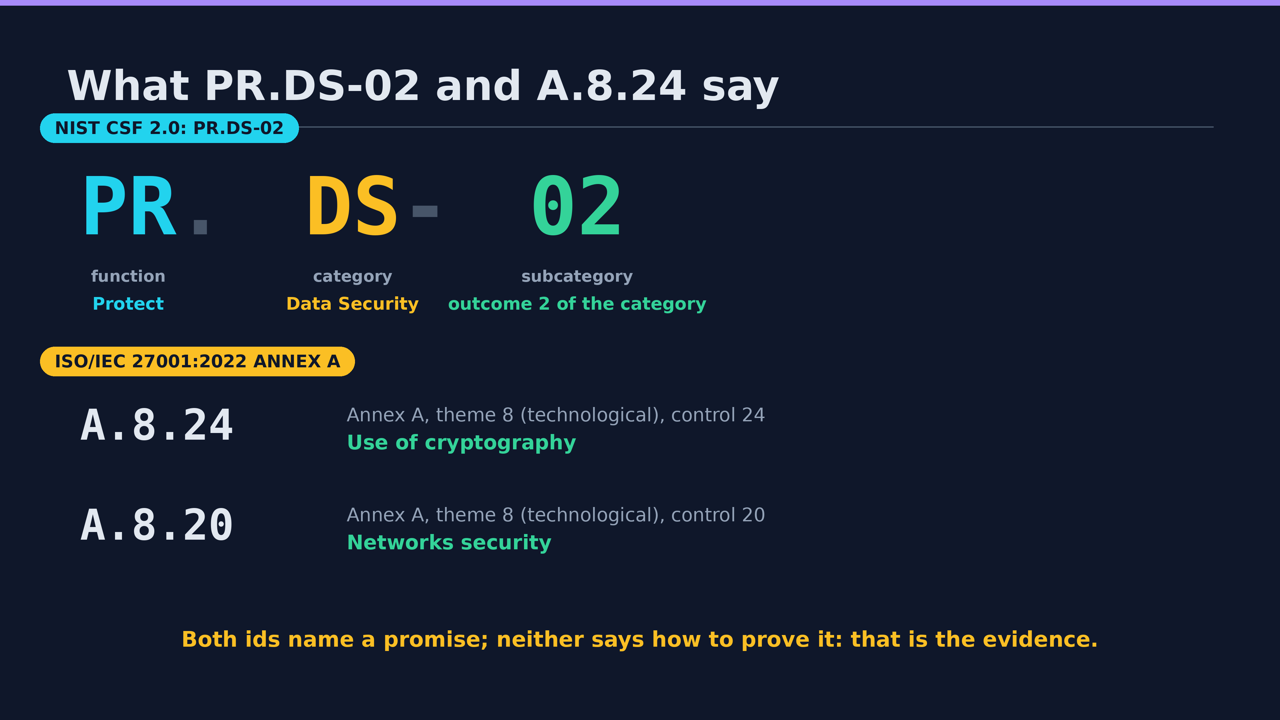 What PR.DS-02 and A.8.24 say
NIST CSF 2.0: PR.DS-02
PR. DS- 02
function category subcategory
Protect Data Security outcome 2 of the category
ISO/IEC 27001:2022 ANNEX A
A.8.24
Annex A, theme 8 (technological), control 24
Use of cryptography
A.8.20
Annex A, theme 8 (technological), control 20
Networks security
Both ids name a promise; neither says how to prove it: that is the evidence.